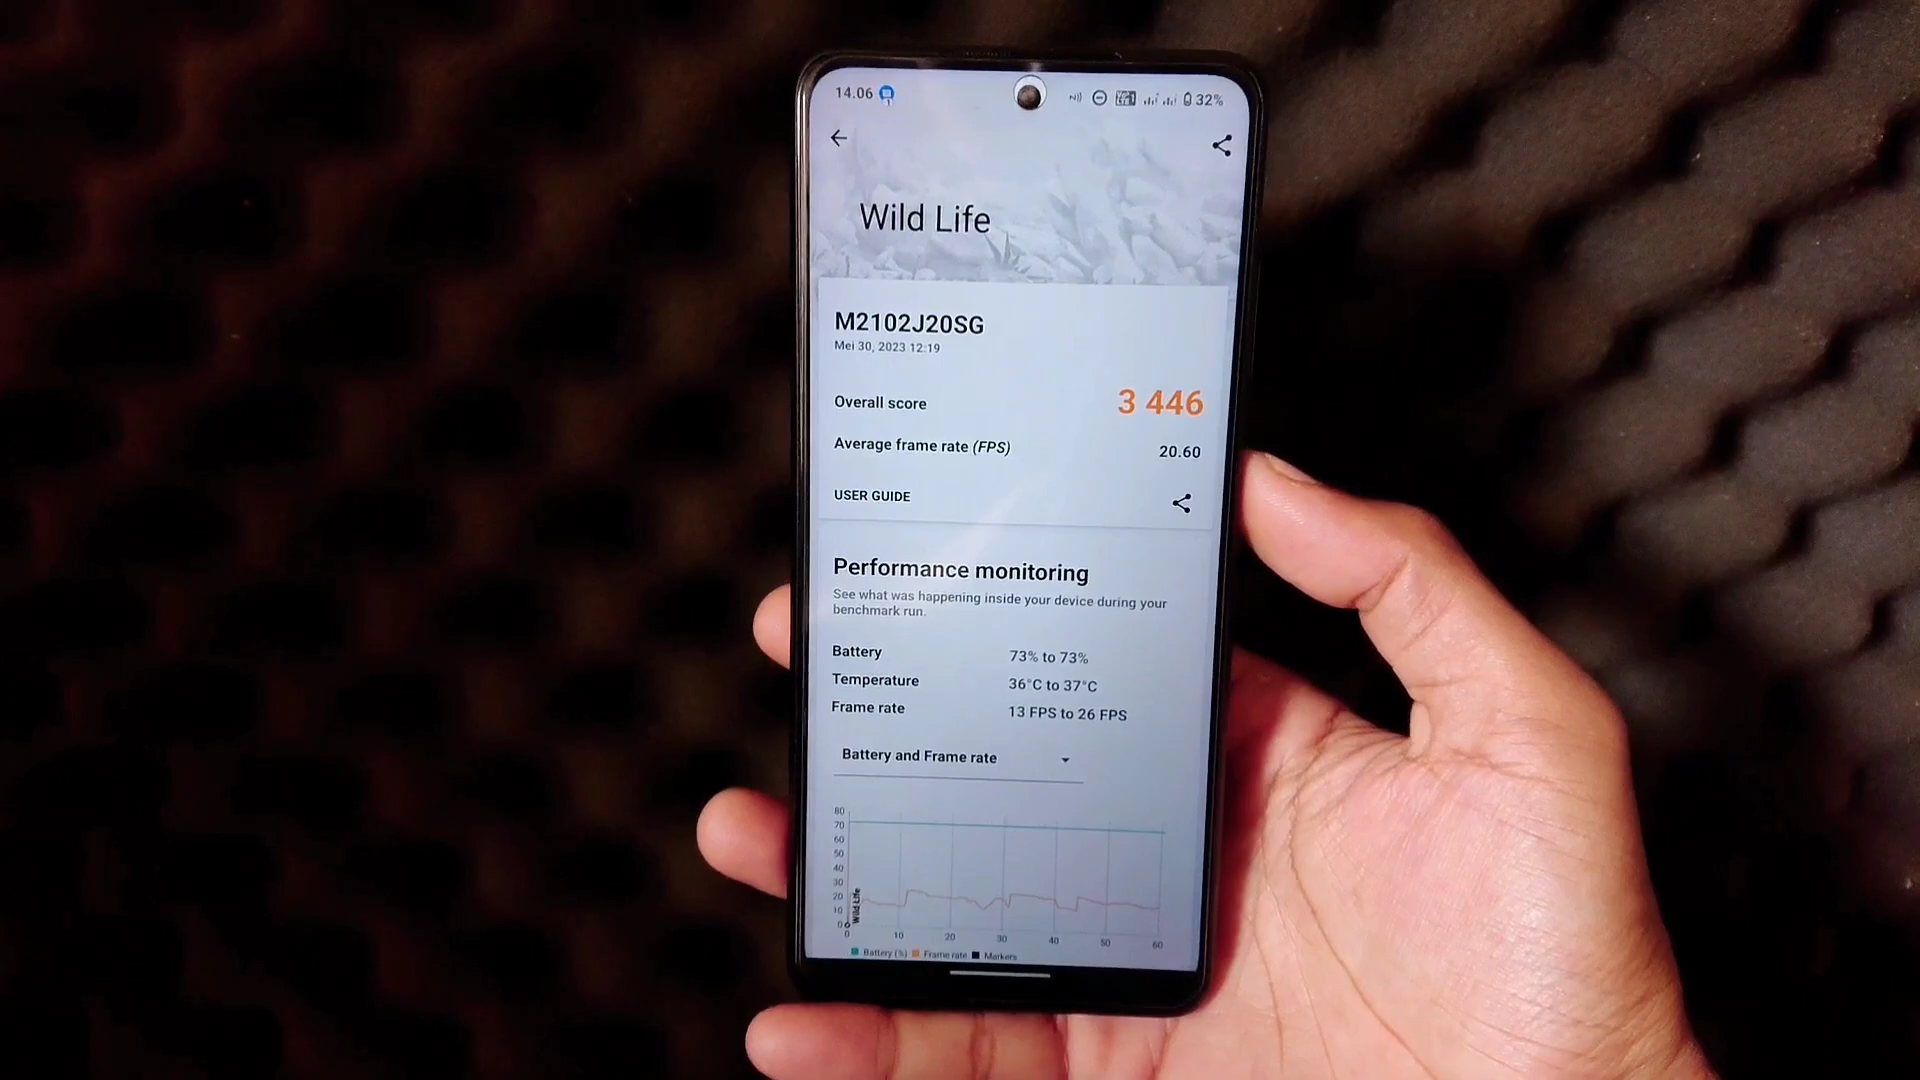 14.06 32%
Wild Life
M2102J20SG
Mei 30, 2023 12:19
Overall score 3 446
Average frame rate (FPS) 20.60
USER GUIDE
Performance monitoring
See what was happening inside your device during your
benchmark run.
Battery 73% to 73%
Temperature 36°C to 37°C
Frame rate 13 FPS to 26 FPS
Battery and Frame rate
80
70
60
50
40
30
20
10
0
Wild Life
0 10 20 30 40 50 60
Battery (%) Frame rate Markers